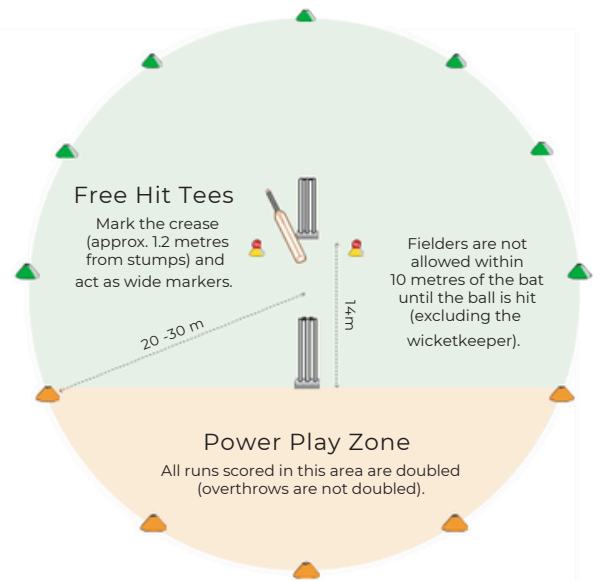 Free Hit Tees
Mark the crease
(approx. 1.2 metres
from stumps) and
act as wide markers.
Fielders are not
allowed within
10 metres of the bat
until the ball is hit
(excluding the
wicketkeeper).
14m
20 -30 m
Power Play Zone
All runs scored in this area are doubled
(overthrows are not doubled).